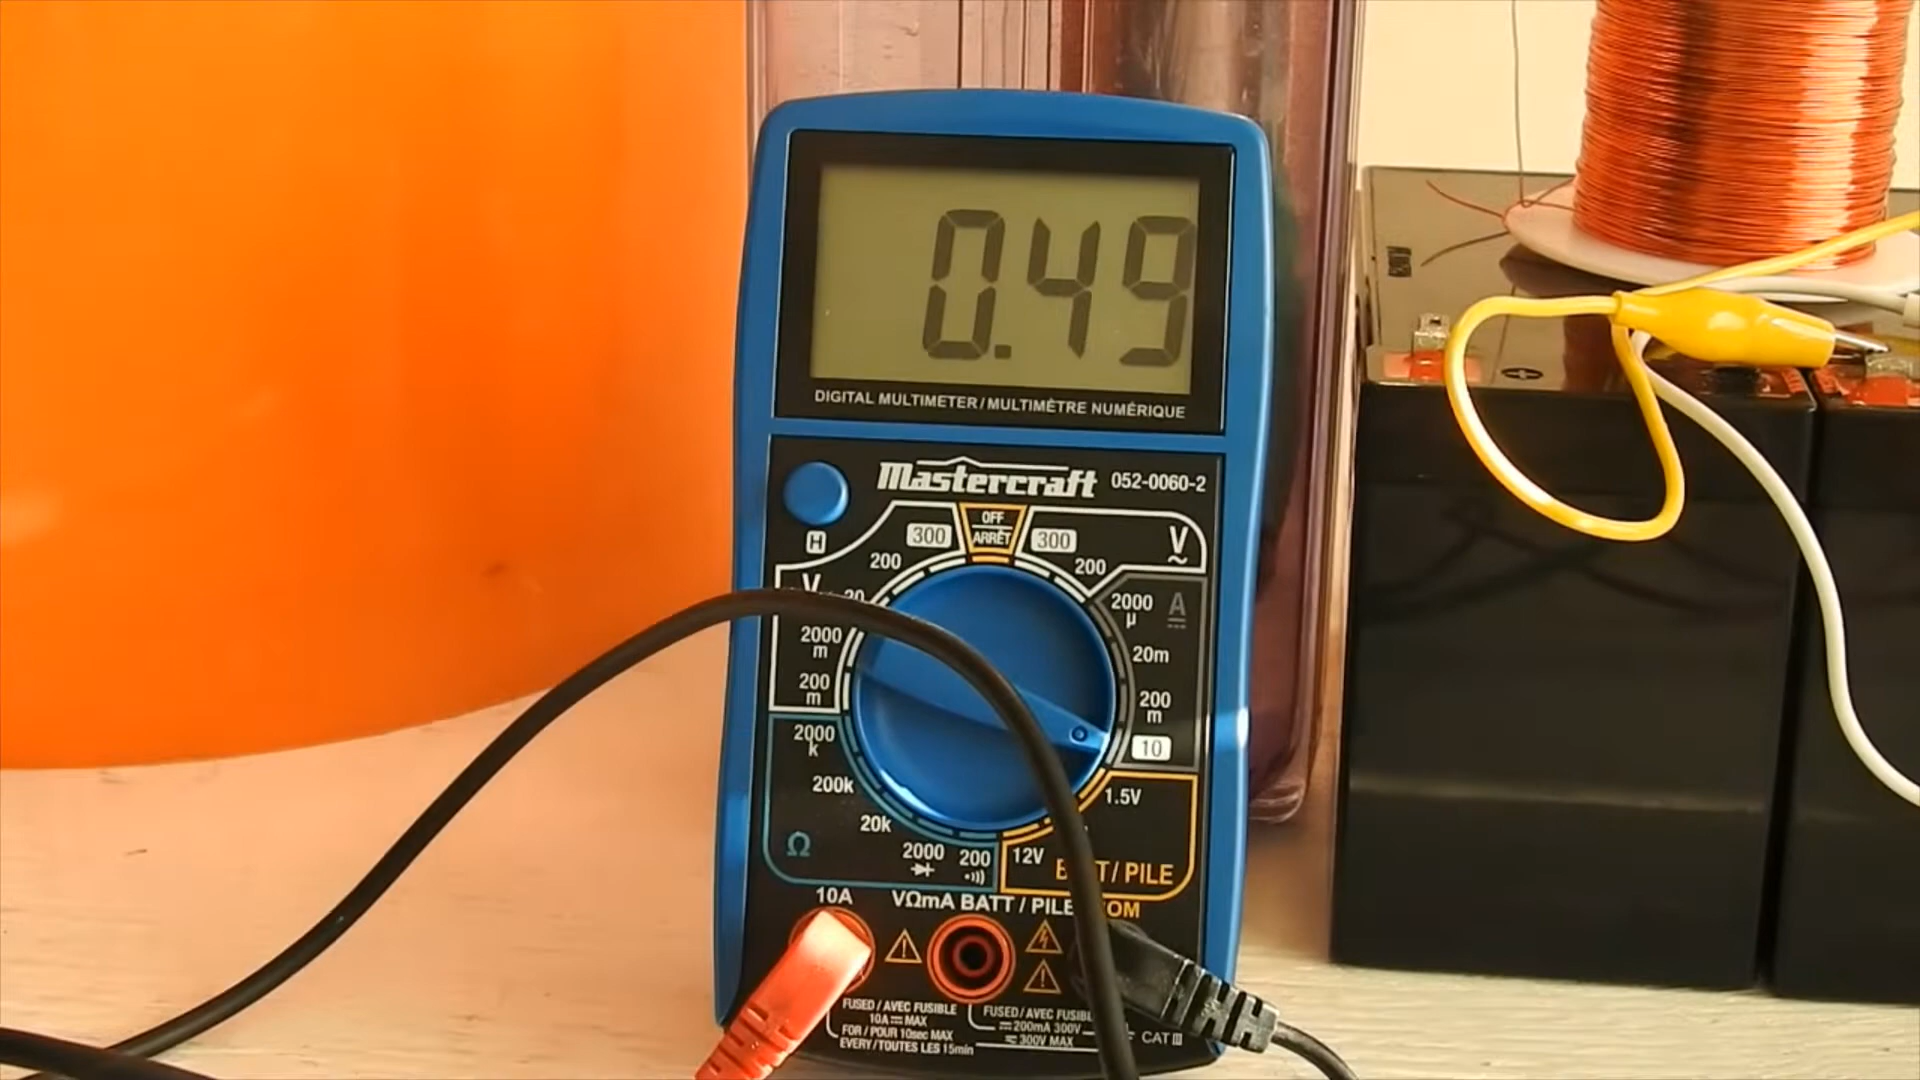 0.49
DIGITAL MULTIMETER / MULTIMÈTRE NUMÉRIQUE
Mastercraft 052-0060-2
H
OFF
ARRÊT
300
300
V
200
200
V
20
2000
µ
A
2000
m
20m
200
m
200
m
2000
k
10
200k
1.5V
20k
Ω
2000
200
12V
/ PILE
10A
VΩmA BATT / PILE
FUSED / AVEC FUSIBLE
10A MAX
FOR / POUR 10sec MAX
EVERY / TOUTES LES 15min
FUSED / AVEC FUSIBLE
200mA 300V
300V MAX
CAT III